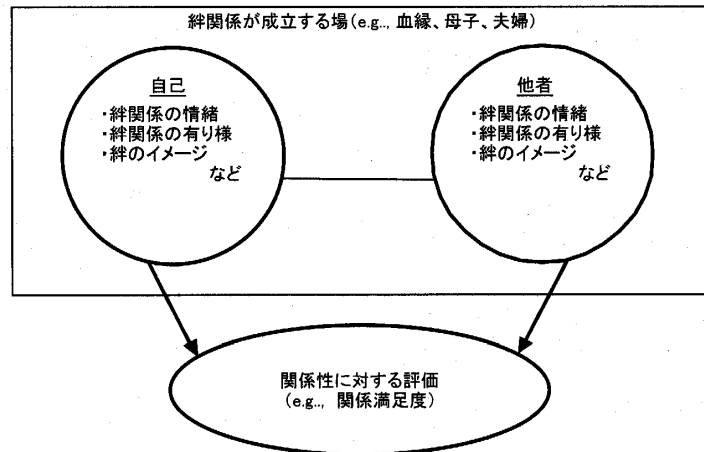 絆関係が成立する場(e.g.., 血縁、母子、夫婦)
自己
・絆関係の情緒
・絆関係の有り様
・絆のイメージ
など
他者
・絆関係の情緒
・絆関係の有り様
・絆のイメージ
など
関係性に対する評価
(e.g.., 関係満足度)